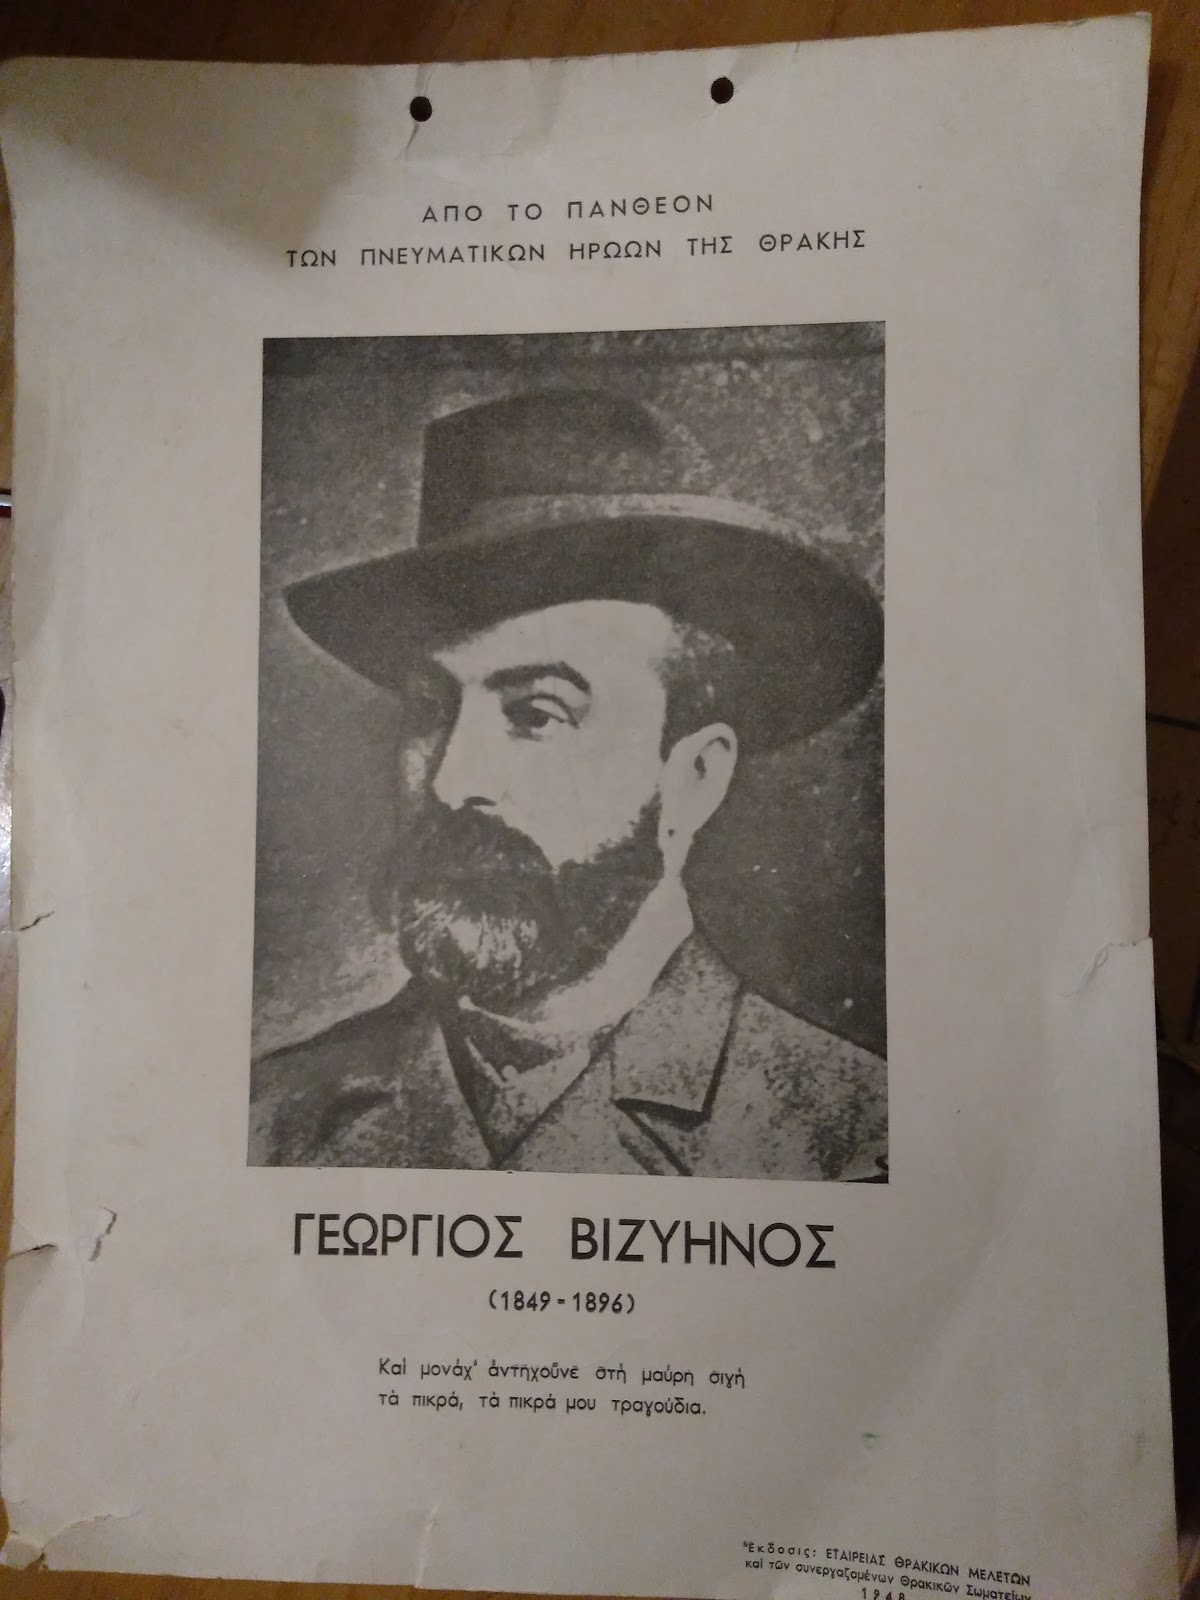 ΑΠΟ ΤΟ ΠΑΝΘΕΟΝ
ΤΩΝ ΠΝΕΥΜΑΤΙΚΩΝ ΗΡΩΩΝ ΤΗΣ ΘΡΑΚΗΣ
ΓΕΩΡΓΙΟΣ ΒΙΖΥΗΝΟΣ
(1849-1896)
Καὶ μονάχ' ἀντηχοῦνε στὴ μαύρη σιγὴ
τὰ πικρά, τὰ πικρά μου τραγούδια.
Ἔκδοσις: ΕΤΑΙΡΕΙΑΣ ΘΡΑΚΙΚΩΝ ΜΕΛΕΤΩΝ
καὶ τῶν συνεργαζομένων Θρακικῶν Σωματείων
1948